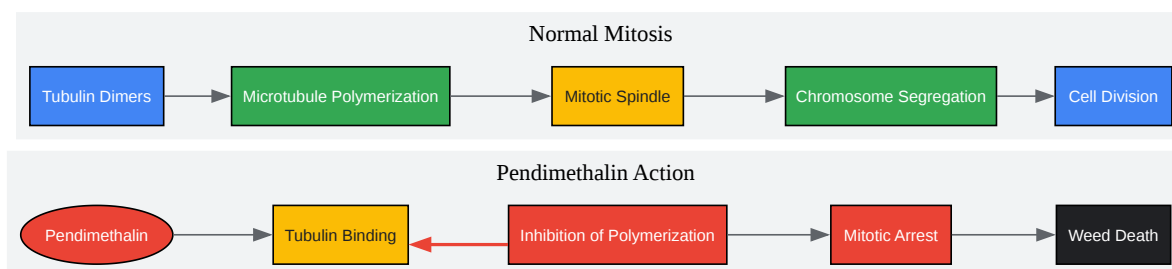 Normal Mitosis
Tubulin Dimers
Microtubule Polymerization
Mitotic Spindle
Chromosome Segregation
Cell Division
Pendimethalin Action
Pendimethalin
Tubulin Binding
Inhibition of Polymerization
Mitotic Arrest
Weed Death